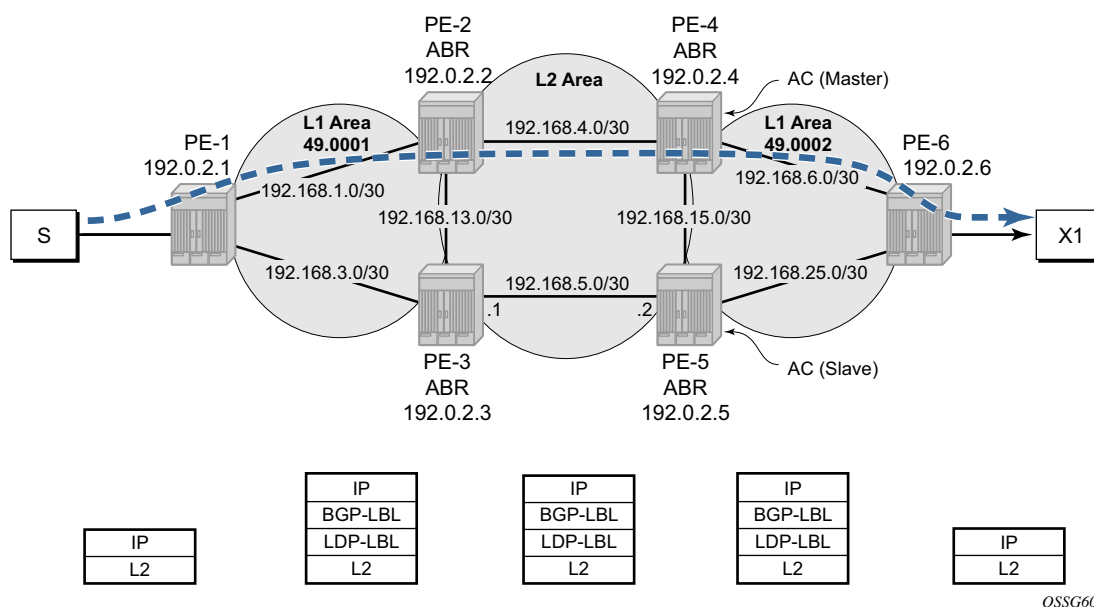 PE-2
ABR
192.0.2.2
PE-4
ABR
192.0.2.4
AC (Master)
L2 Area
L1 Area
49.0001
192.168.4.0/30
L1 Area
49.0002
PE-1
192.0.2.1
PE-6
192.0.2.6
192.168.1.0/30
192.168.6.0/30
S
192.168.13.0/30
192.168.15.0/30
X1
192.168.3.0/30
192.168.5.0/30
192.168.25.0/30
.1
.2
PE-3
ABR
192.0.2.3
PE-5
ABR
192.0.2.5
AC (Slave)
IP
L2
IP
BGP-LBL
LDP-LBL
L2
IP
BGP-LBL
LDP-LBL
L2
IP
BGP-LBL
LDP-LBL
L2
IP
L2